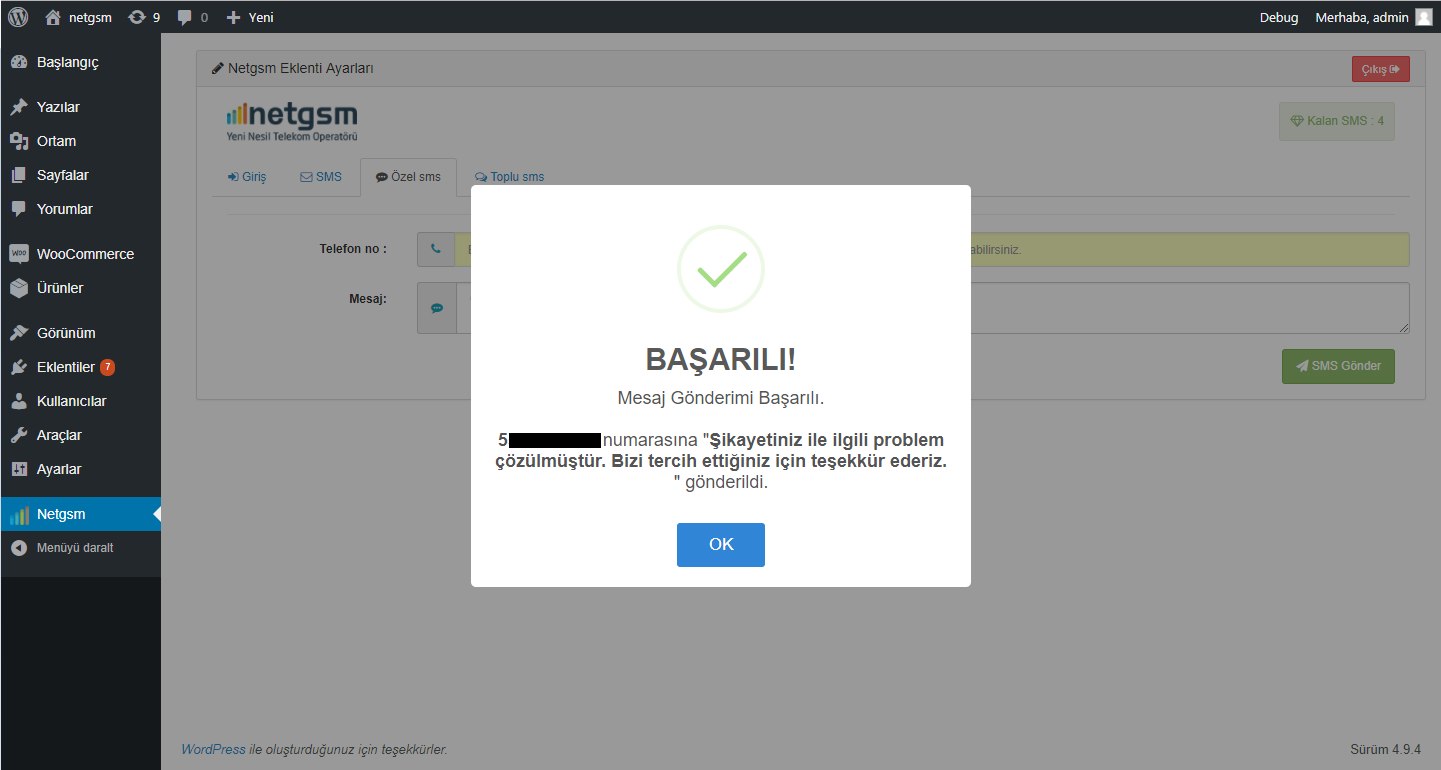 netgsm 9 0 Yeni Debug Merhaba, admin
Başlangıç
Yazılar
Ortam
Sayfalar
Yorumlar
WooCommerce
Ürünler
Görünüm
Eklentiler 7
Kullanıcılar
Araçlar
Ayarlar
Netgsm
Menüyü daralt
Netgsm Eklenti Ayarları Çıkış
netgsm
Yeni Nesil Telekom Operatörü
Kalan SMS : 4
Giriş SMS Özel sms Toplu sms
Telefon no : abilirsiniz.
Mesaj:
SMS Gönder
BAŞARILI!
Mesaj Gönderimi Başarılı.
5 numarasına "Şikayetiniz ile ilgili problem
çözülmüştür. Bizi tercih ettiğiniz için teşekkür ederiz.
" gönderildi.
OK
WordPress ile oluşturduğunuz için teşekkürler. Sürüm 4.9.4